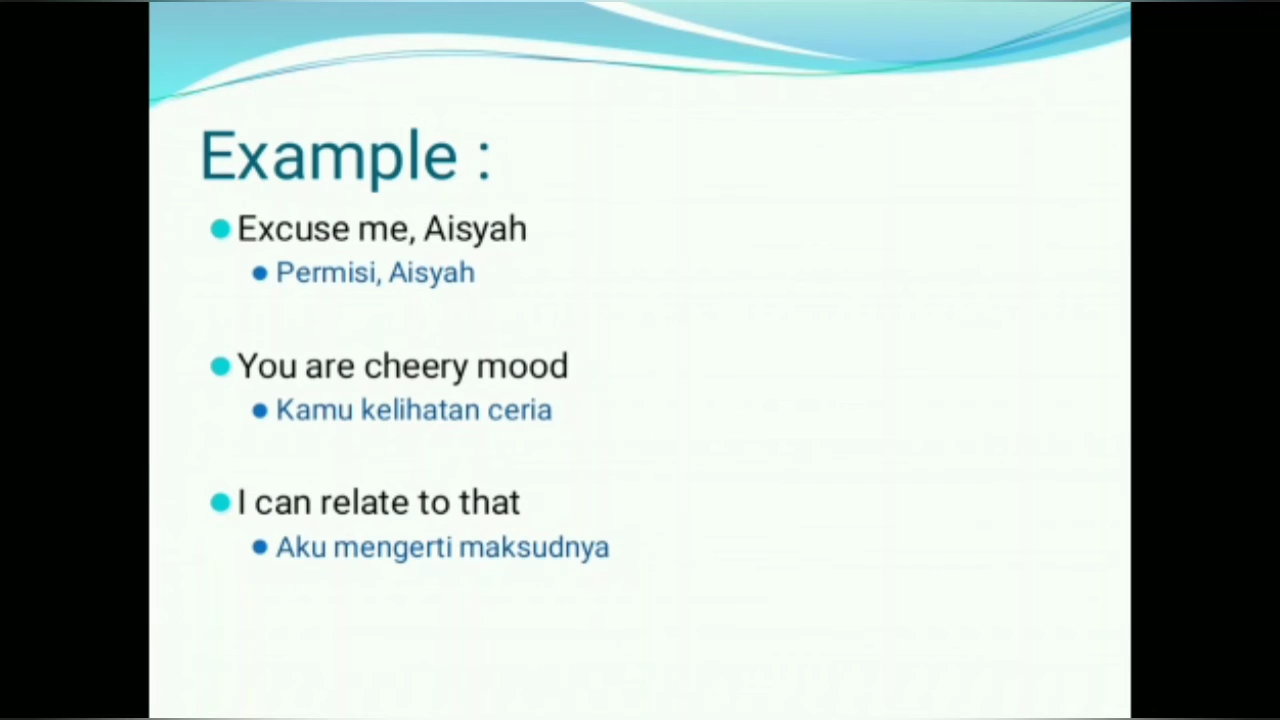 Example :
Excuse me, Aisyah
Permisi, Aisyah
You are cheery mood
Kamu kelihatan ceria
I can relate to that
Aku mengerti maksudnya